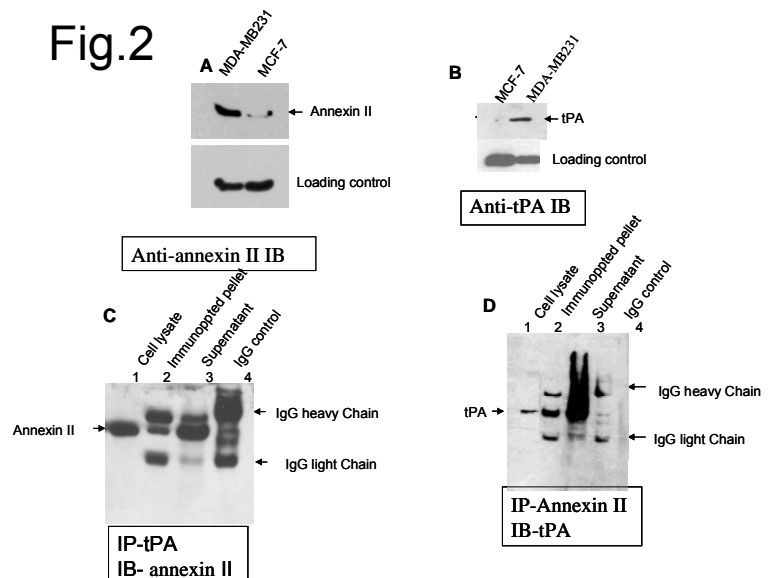 Fig.2
A
MDA-MB231
MCF-7
Annexin II
Loading control
Anti-annexin II IB
B
MCF-7
MDA-MB231
tPA
Loading control
Anti-tPA IB
C
Cell lysate
Immunoppted pellet
Supernatant
IgG control
1 2 3 4
Annexin II
IgG heavy Chain
IgG light Chain
IP-tPA
IB- annexin II
D
Cell lysate
Immunoppted pellet
Supernatant
IgG control
1 2 3 4
IgG heavy Chain
tPA
IgG light Chain
IP-Annexin II
IB-tPA